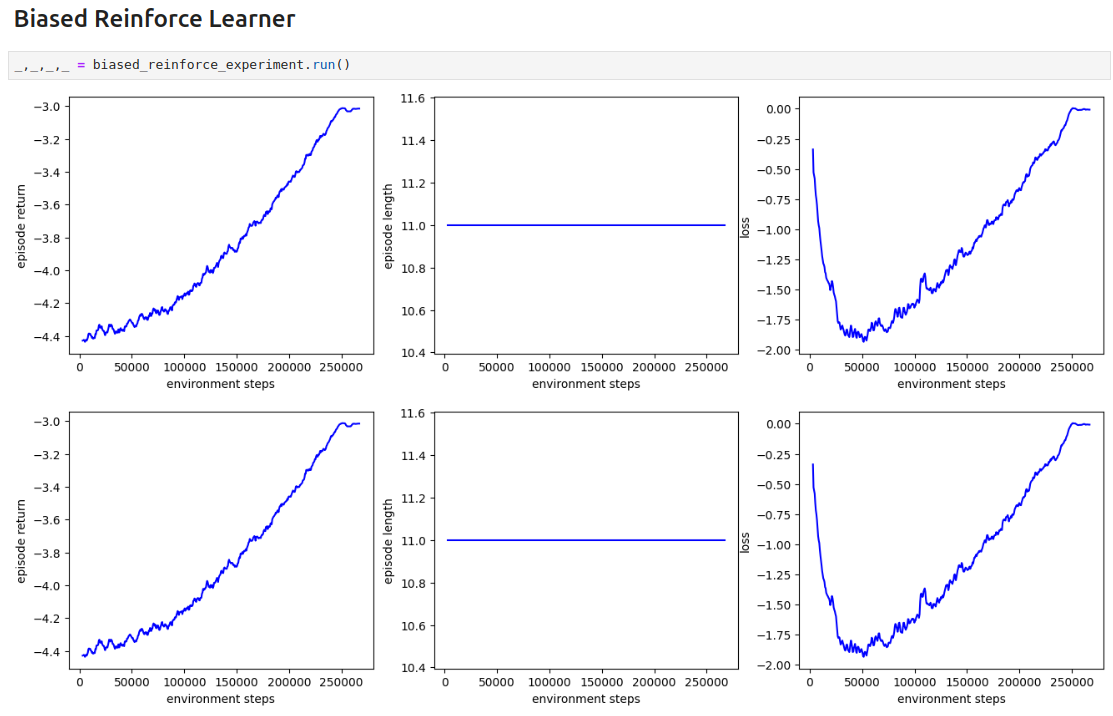 Biased Reinforce Learner
_,_,_,_ = biased_reinforce_experiment.run()
episode return
−3.0
−3.2
−3.4
−3.6
−3.8
−4.0
−4.2
−4.4
0 50000 100000 150000 200000 250000
environment steps
episode length
11.6
11.4
11.2
11.0
10.8
10.6
10.4
0 50000 100000 150000 200000 250000
environment steps
loss
0.00
−0.25
−0.50
−0.75
−1.00
−1.25
−1.50
−1.75
−2.00
0 50000 100000 150000 200000 250000
environment steps
episode return
−3.0
−3.2
−3.4
−3.6
−3.8
−4.0
−4.2
−4.4
0 50000 100000 150000 200000 250000
environment steps
episode length
11.6
11.4
11.2
11.0
10.8
10.6
10.4
0 50000 100000 150000 200000 250000
environment steps
loss
0.00
−0.25
−0.50
−0.75
−1.00
−1.25
−1.50
−1.75
−2.00
0 50000 100000 150000 200000 250000
environment steps